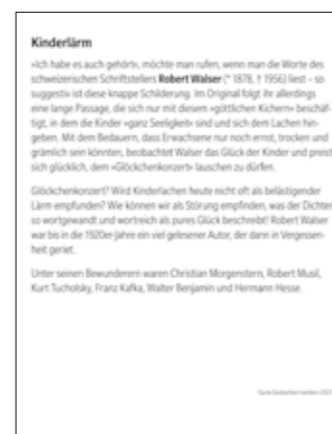 Kinderlärm
»Ich habe es auch gehört«, möchte man rufen, wenn man die Worte des
schweizerischen Schriftstellers Robert Walser (* 1878, † 1956) liest – so
suggestiv ist diese knappe Schilderung. Im Original folgt ihr allerdings
eine lange Passage, die sich nur mit diesem »göttlichen Kichern« beschäf-
tigt, in dem die Kinder »ganz Seeligkeit« sind und sich dem Lachen hin-
geben. Mit dem Bedauern, dass Erwachsene nur noch ernst, trocken und
grämlich sein könnten, beobachtet Walser das Glück der Kinder und preist
sich glücklich, dem »Glöckchenkonzert« lauschen zu dürfen.
Glöckchenkonzert? Wird Kinderlachen heute nicht oft als belästigender
Lärm empfunden? Wie können wir als Störung empfinden, was der Dichter
so wortgewandt und wortreich als pures Glück beschreibt! Robert Walser
war bis in die 1920er-Jahre ein viel gelesener Autor, der dann in Vergessen-
heit geriet.
Unter seinen Bewunderern waren Christian Morgenstern, Robert Musil,
Kurt Tucholsky, Franz Kafka, Walter Benjamin und Hermann Hesse.